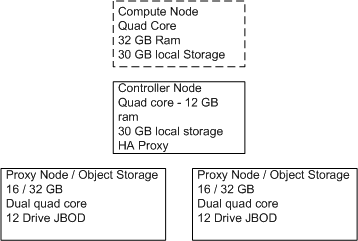 Compute Node
Quad Core
32 GB Ram
30 GB local Storage
Controller Node
Quad core - 12 GB
ram
30 GB local storage
HA Proxy
Proxy Node / Object Storage
16 / 32 GB
Dual quad core
12 Drive JBOD
Proxy Node / Object Storage
16 / 32 GB
Dual quad core
12 Drive JBOD